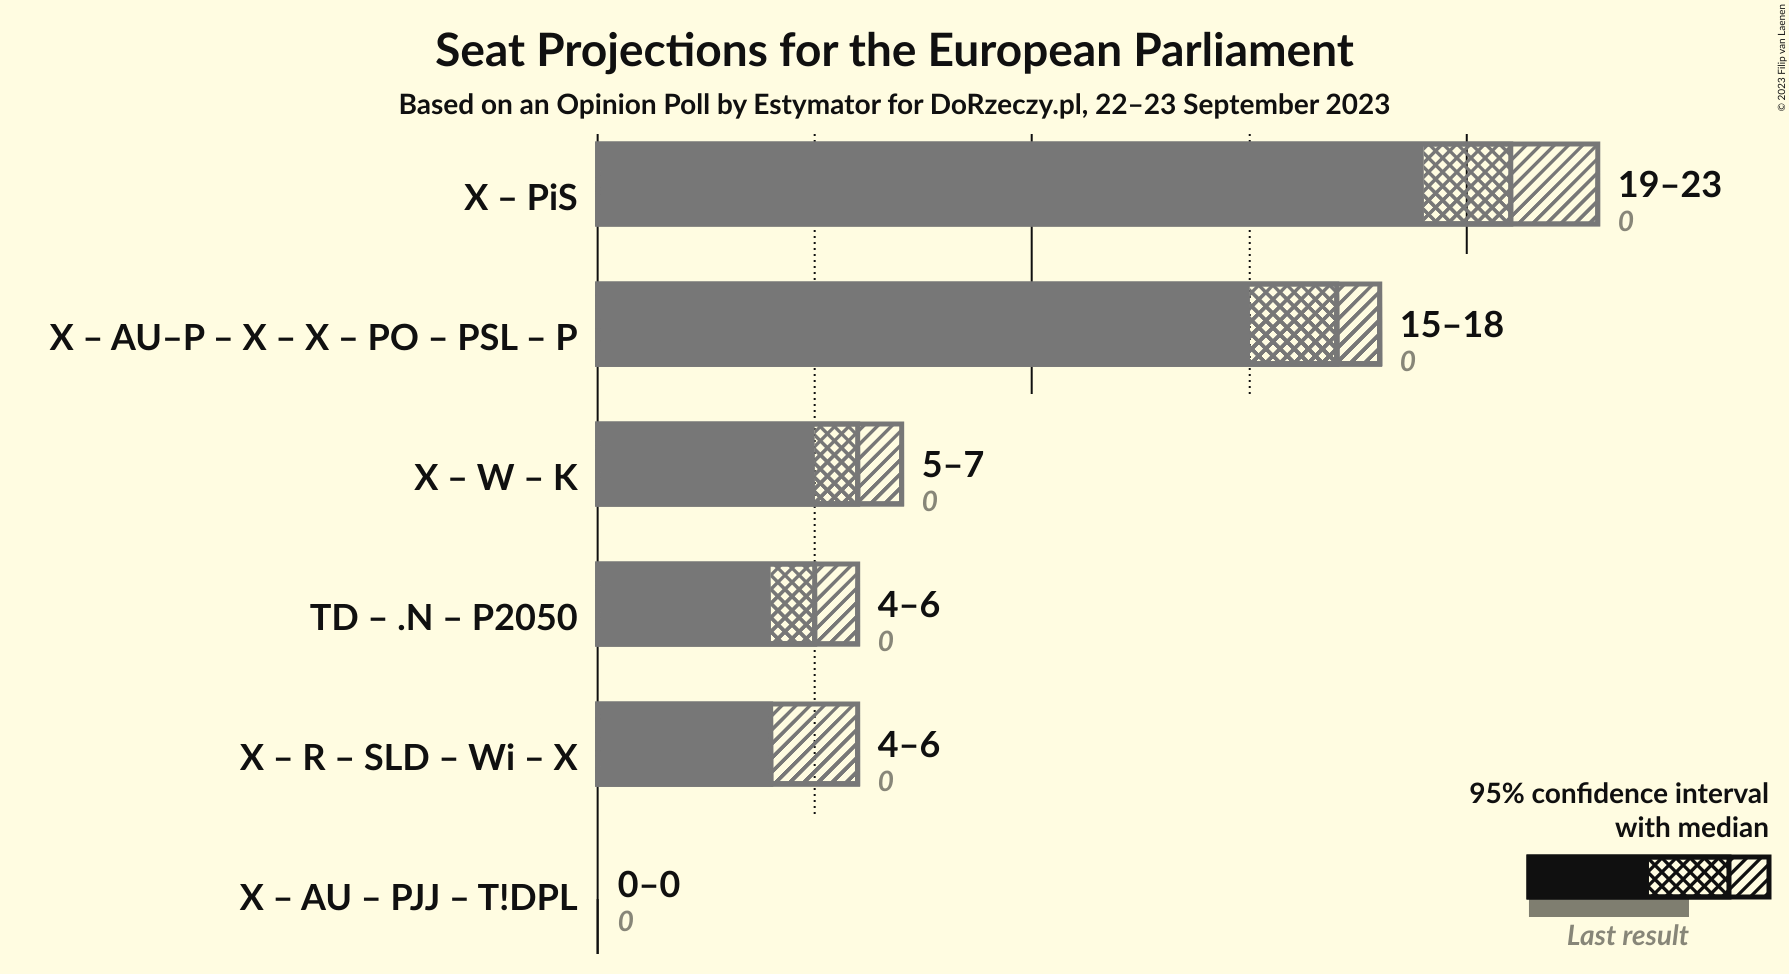 Seat Projections for the European Parliament
Based on an Opinion Poll by Estymator for DoRzeczy.pl, 22–23 September 2023
© 2023 Filip van Laenen
X – PiS
19–23
0
X – AU–P – X – X – PO – PSL – P
15–18
0
X – W – K
5–7
0
TD – .N – P2050
4–6
0
X – R – SLD – Wi – X
4–6
0
X – AU – PJJ – T!DPL
0–0
0
95% confidence interval
with median
Last result